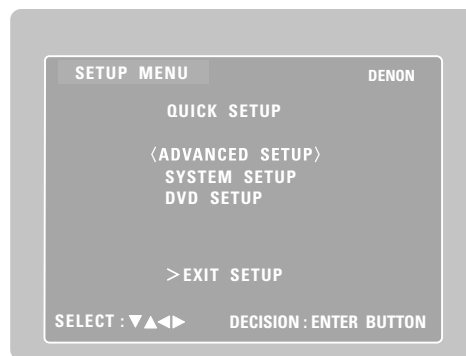 SETUP MENU DENON
QUICK SETUP
〈ADVANCED SETUP〉
SYSTEM SETUP
DVD SETUP
>EXIT SETUP
SELECT : ▼▲◀▶ DECISION : ENTER BUTTON